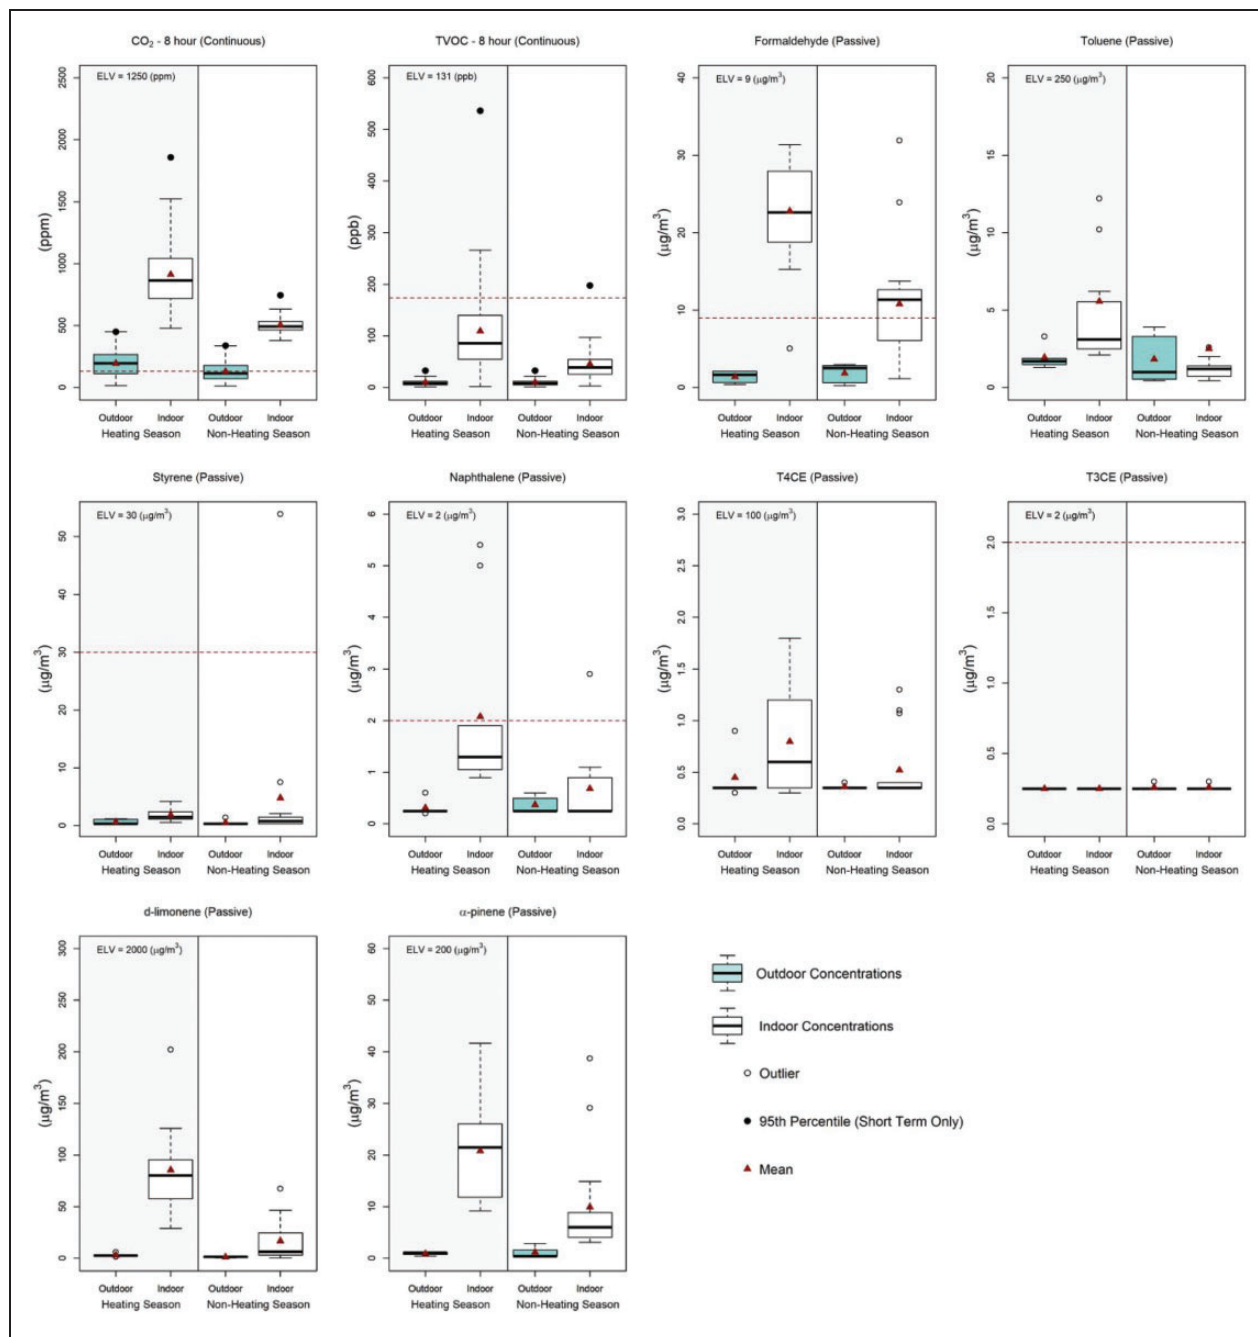 CO2 - 8 hour (Continuous)
ELV = 1250 (ppm)
(ppm)
2500
2000
1500
1000
500
0
Outdoor Indoor Outdoor Indoor
Heating Season Non-Heating Season
TVOC - 8 hour (Continuous)
ELV = 131 (ppb)
(ppb)
600
500
400
300
200
100
0
Outdoor Indoor Outdoor Indoor
Heating Season Non-Heating Season
Formaldehyde (Passive)
ELV = 9 (μg/m³)
(μg/m³)
40
30
20
10
0
Outdoor Indoor Outdoor Indoor
Heating Season Non-Heating Season
Toluene (Passive)
ELV = 250 (μg/m³)
(μg/m³)
20
15
10
5
0
Outdoor Indoor Outdoor Indoor
Heating Season Non-Heating Season
Styrene (Passive)
ELV = 30 (μg/m³)
(μg/m³)
50
40
30
20
10
0
Outdoor Indoor Outdoor Indoor
Heating Season Non-Heating Season
Naphthalene (Passive)
ELV = 2 (μg/m³)
(μg/m³)
6
5
4
3
2
1
0
Outdoor Indoor Outdoor Indoor
Heating Season Non-Heating Season
T4CE (Passive)
ELV = 100 (μg/m³)
(μg/m³)
3.0
2.5
2.0
1.5
1.0
0.5
0.0
Outdoor Indoor Outdoor Indoor
Heating Season Non-Heating Season
T3CE (Passive)
ELV = 2 (μg/m³)
(μg/m³)
2.0
1.5
1.0
0.5
0.0
Outdoor Indoor Outdoor Indoor
Heating Season Non-Heating Season
d-limonene (Passive)
ELV = 2000 (μg/m³)
(μg/m³)
300
250
200
150
100
50
0
Outdoor Indoor Outdoor Indoor
Heating Season Non-Heating Season
α-pinene (Passive)
ELV = 200 (μg/m³)
(μg/m³)
60
50
40
30
20
10
0
Outdoor Indoor Outdoor Indoor
Heating Season Non-Heating Season
Outdoor Concentrations
Indoor Concentrations
Outlier
95th Percentile (Short Term Only)
Mean